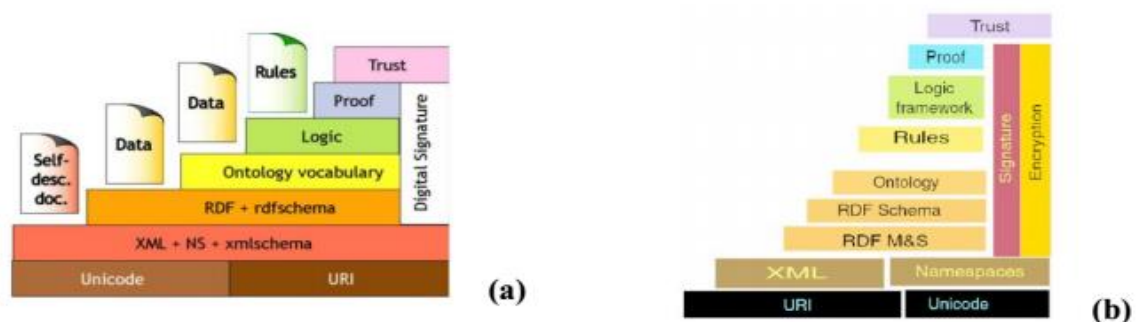 Trust
Rules
Proof
Data
Logic
Data
Ontology vocabulary
Self-
desc.
doc.
RDF + rdfschema
XML + NS + xmlschema
Unicode
URI
Digital Signature
(a)
Trust
Proof
Logic
framework
Rules
Ontology
RDF Schema
RDF M&S
XML
Namespaces
URI
Unicode
Signature
Encryption
(b)